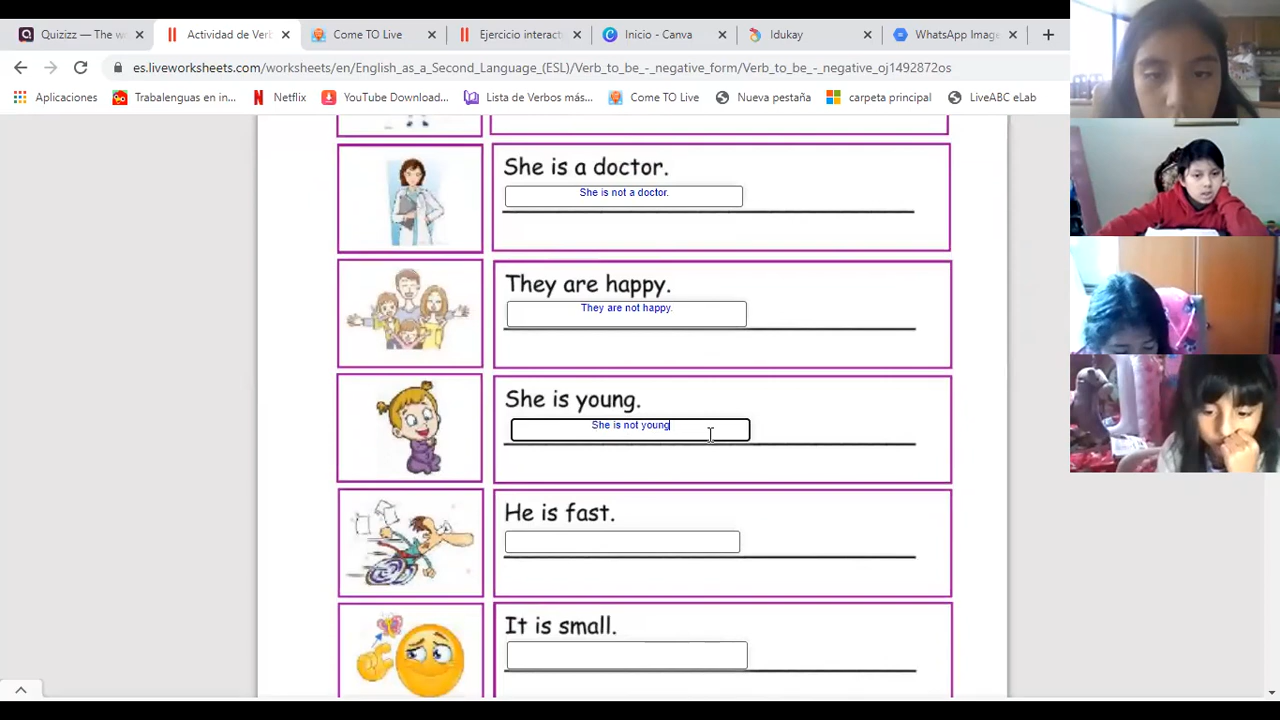 Quizizz — The w
Actividad de Ver
Come TO Live
Ejercicio interact
Inicio - Canva
Idukay
WhatsApp Image
es.liveworksheets.com/worksheets/en/English_as_a_Second_Language_(ESL)/Verb_to_be_-_negative_form/Verb_to_be_-_negative_oj1492872os
Aplicaciones
Trabalenguas en in...
Netflix
YouTube Download...
Lista de Verbos más...
Come TO Live
Nueva pestaña
carpeta principal
LiveABC eLab
She is a doctor.
She is not a doctor.
They are happy.
They are not happy.
She is young.
She is not young
He is fast.
It is small.